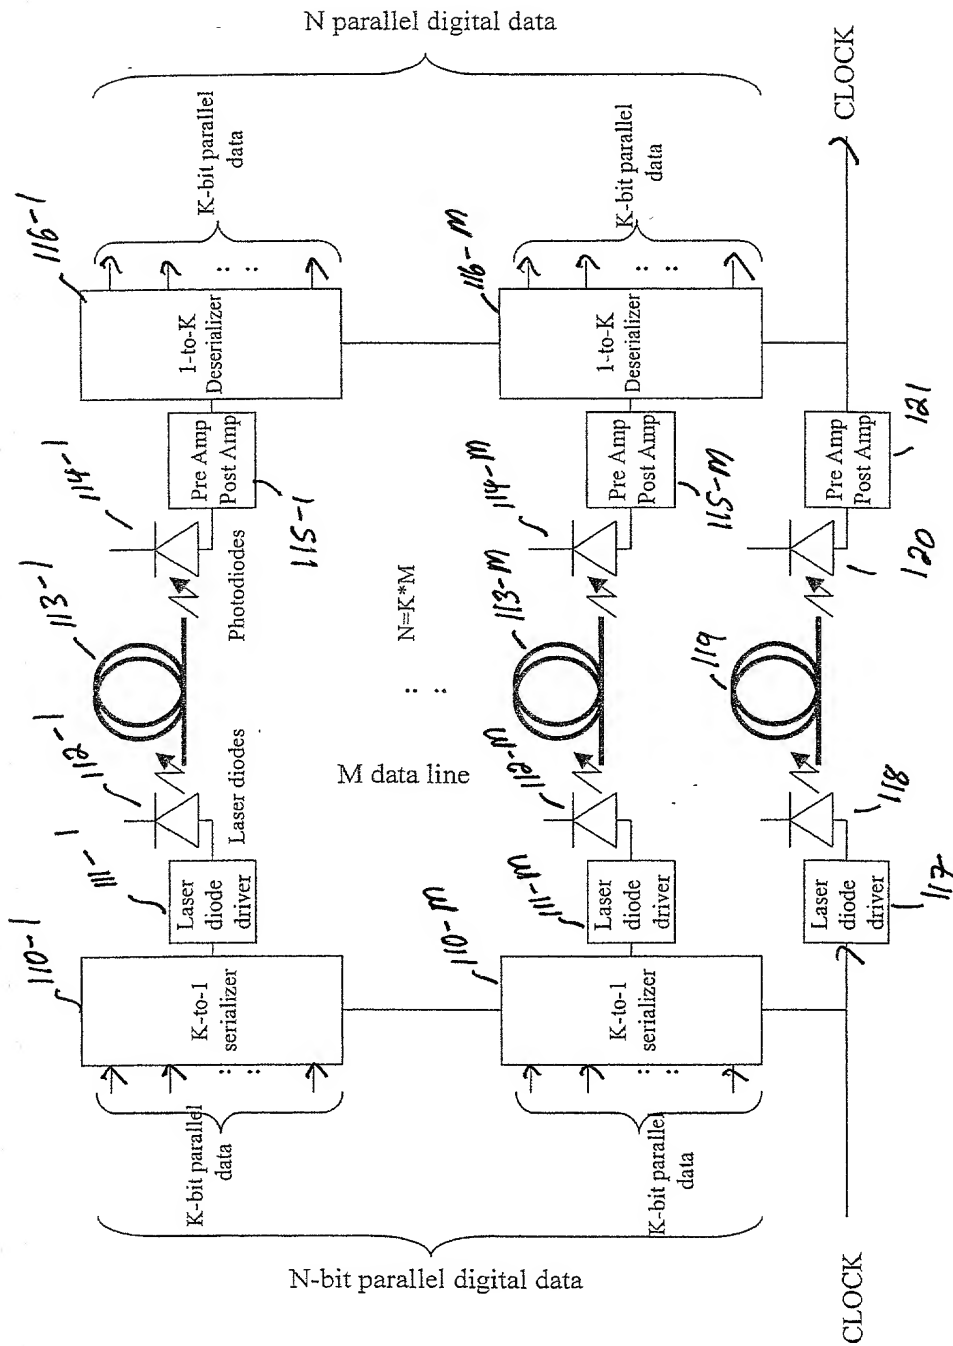 N parallel digital data
K-bit parallel
data
K-bit parallel
data
116-1
116-M
1-to-K
Deserializer
1-to-K
Deserializer
CLOCK
114-1
Pre Amp
Post Amp
115-1
114-M
Pre Amp
Post Amp
115-M
Pre Amp
Post Amp
121
120
113-1
Photodiodes
N=K*M
113-M
119
: :
112-1
Laser diodes
M data line
112-M
118
111-1
Laser
diode
driver
111-M
Laser
diode
driver
Laser
diode
driver
117
110-1
K-to-1
serializer
110-M
K-to-1
serializer
K-bit parallel
data
K-bit parallel
data
N-bit parallel digital data
CLOCK